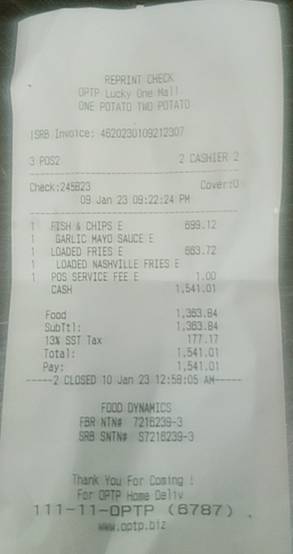 REPRINT CHECK
OPTP Lucky One Mall
ONE POTATO TWO POTATO
SRB Invoice: 4620230109212307
3 POS2 2 CASHIER 2
Check:245823 Cover:0
09 Jan 23 09:22:24 PM
1 FISH & CHIPS E 699.12
1 GARLIC MAYO SAUCE E
1 LOADED FRIES E 663.72
1 LOADED NASHVILLE FRIES E
1 POS SERVICE FEE E 1.00
CASH 1,541.01
Food 1,363.84
SubTtl: 1,363.84
13% SST Tax 177.17
Total: 1,541.01
Pay: 1,541.01
-----2 CLOSED 10 Jan 23 12:58:05 AM-----
FOOD DYNAMICS
FBR NTN# 7216239-3
SRB SNTN# S7216239-3
Thank You For Coming !
For OPTP Home Deliv
111-11-OPTP (6787)
www.optp.biz